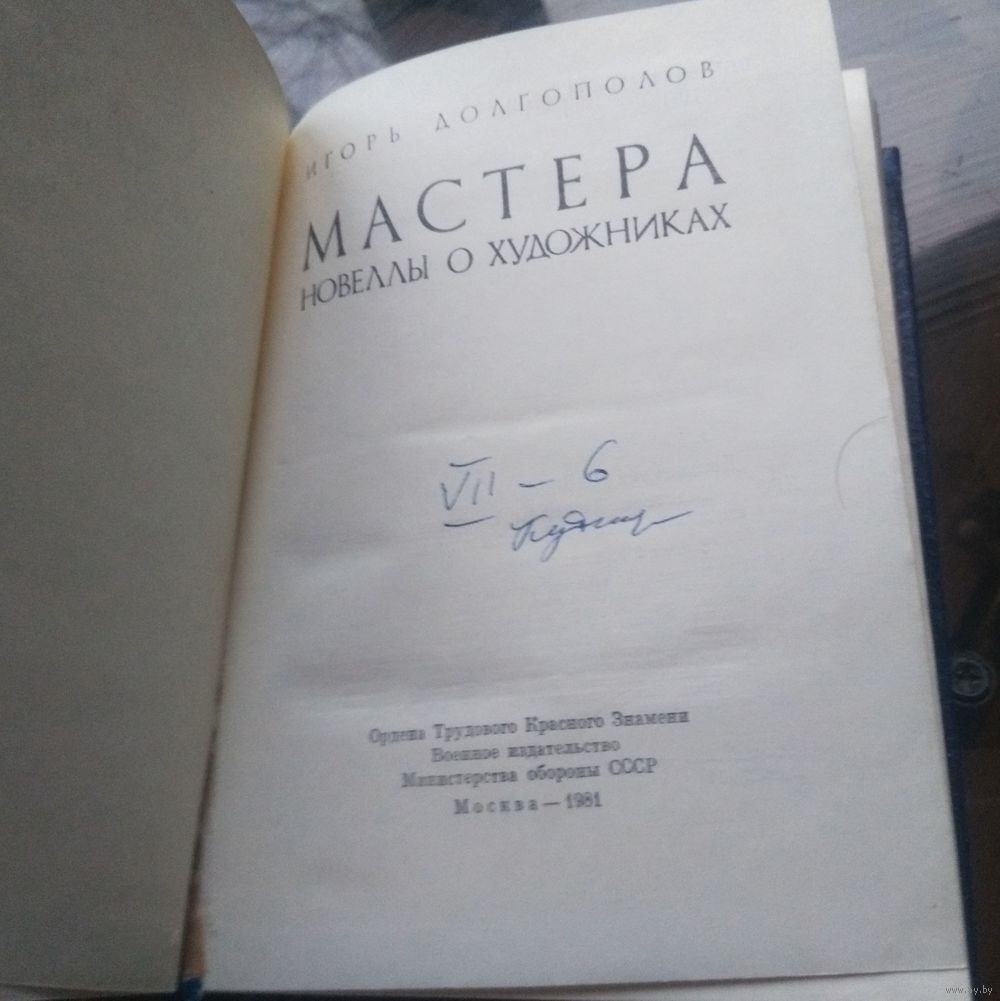 ИГОРЬ ДОЛГОПОЛОВ
МАСТЕРА
НОВЕЛЛЫ О ХУДОЖНИКАХ
VII – 6
Ордена Трудового Красного Знамени
Военное издательство
Министерства обороны СССР
Москва — 1981